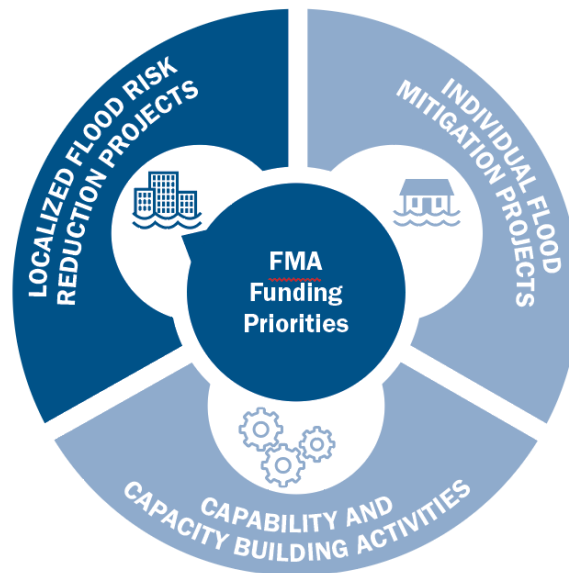 LOCALIZED FLOOD RISK
REDUCTION PROJECTS
INDIVIDUAL FLOOD
MITIGATION PROJECTS
FMA
Funding
Priorities
CAPABILITY AND
CAPACITY BUILDING ACTIVITIES